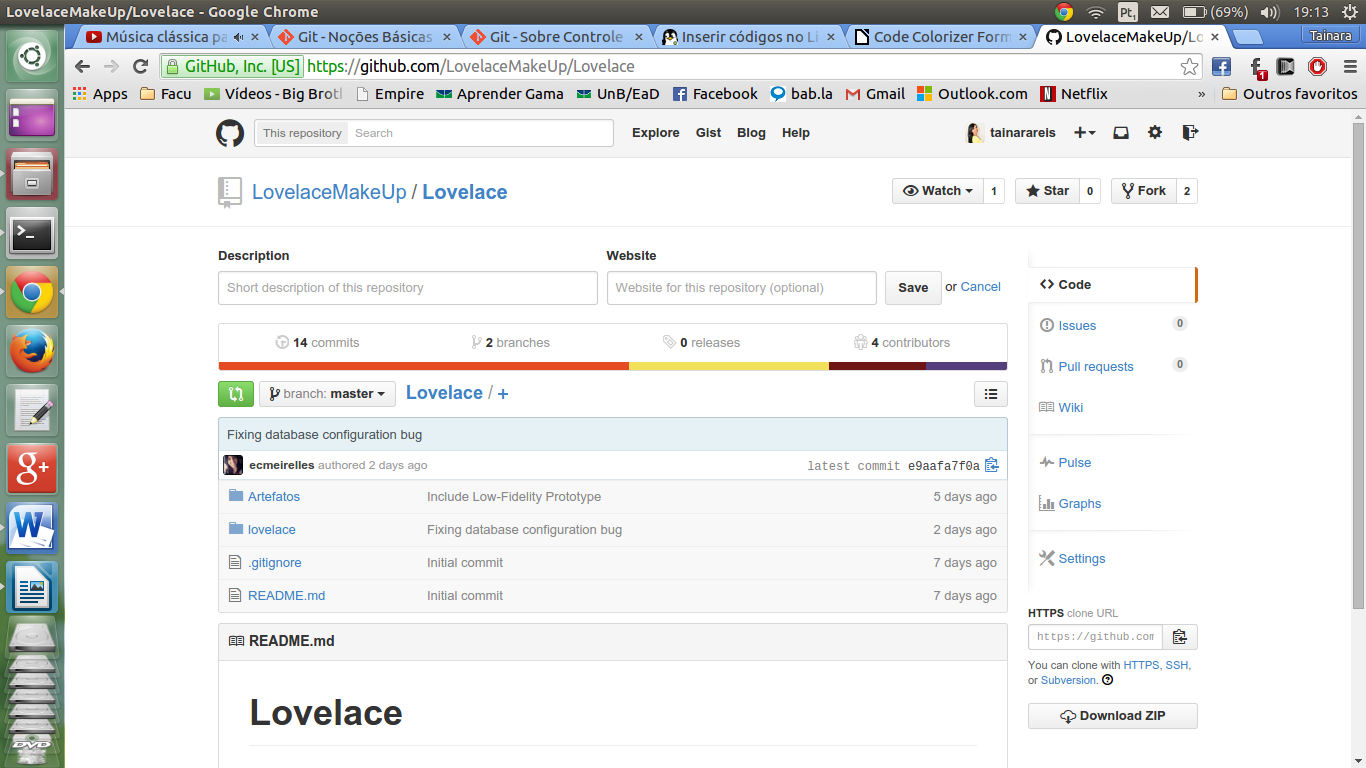 LovelaceMakeUp/Lovelace - Google Chrome
Pt1 (69%) 19:13
Música clássica pa
Git - Noções Básicas
Git - Sobre Controle
Inserir códigos no Li
Code Colorizer Form
LovelaceMakeUp/Lo
Tainara
GitHub, Inc. [US] https://github.com/LovelaceMakeUp/Lovelace
1
Apps Facu Vídeos - Big Brotl Empire Aprender Gama UnB/EaD Facebook bab.la Gmail Outlook.com Netflix » Outros favoritos
This repository Search Explore Gist Blog Help tainarareis
LovelaceMakeUp / Lovelace
Watch 1 Star 0 Fork 2
Description Website
Short description of this repository Website for this repository (optional) Save or Cancel
14 commits 2 branches 0 releases 4 contributors
branch: master Lovelace / +
Fixing database configuration bug
ecmeirelles authored 2 days ago latest commit e9aafa7f0a
Artefatos Include Low-Fidelity Prototype 5 days ago
lovelace Fixing database configuration bug 2 days ago
.gitignore Initial commit 7 days ago
README.md Initial commit 7 days ago
README.md
Lovelace
Code
Issues 0
Pull requests 0
Wiki
Pulse
Graphs
Settings
HTTPS clone URL
https://github.com
You can clone with HTTPS, SSH,
or Subversion.
Download ZIP
DVD